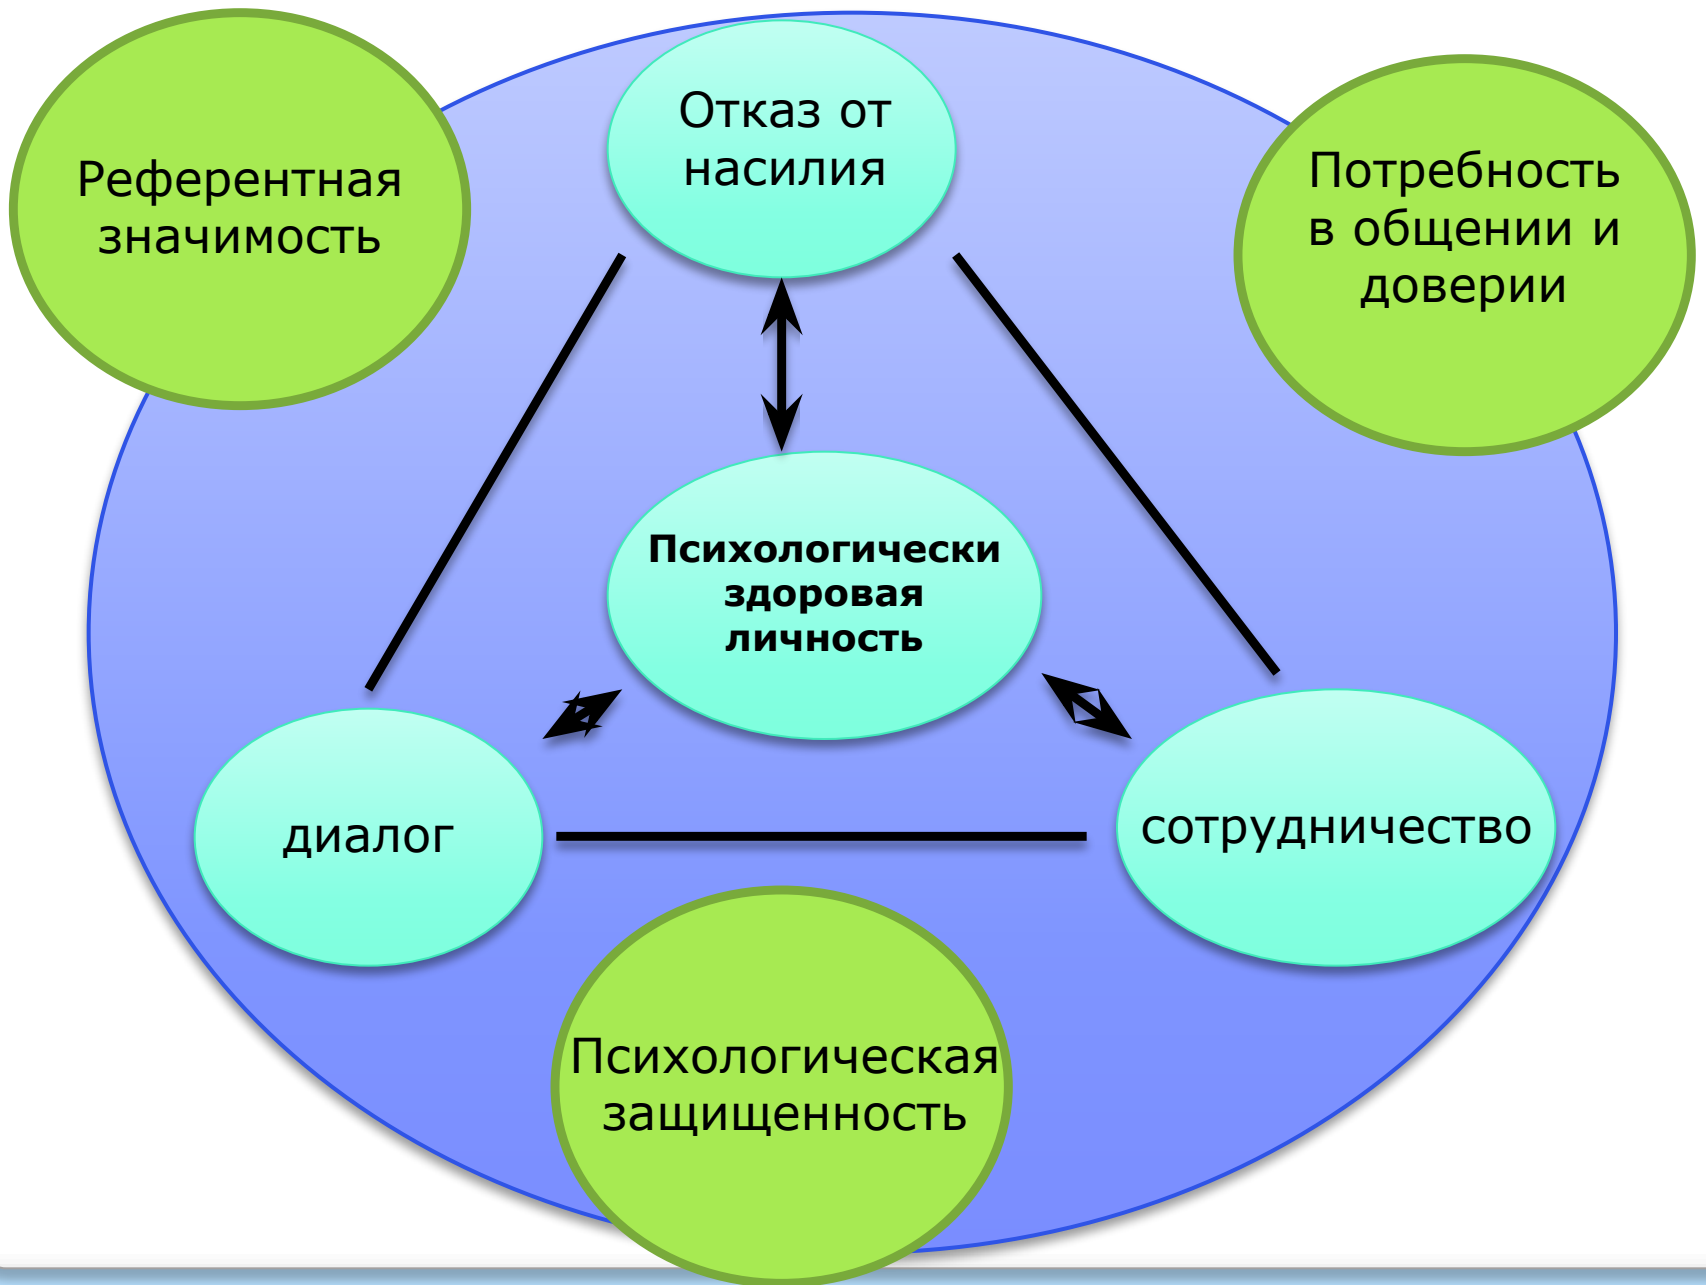 Отказ от
насилия
Референтная
значимость
Потребность
в общении и
доверии
Психологически
здоровая
личность
диалог
сотрудничество
Психологическая
защищенность